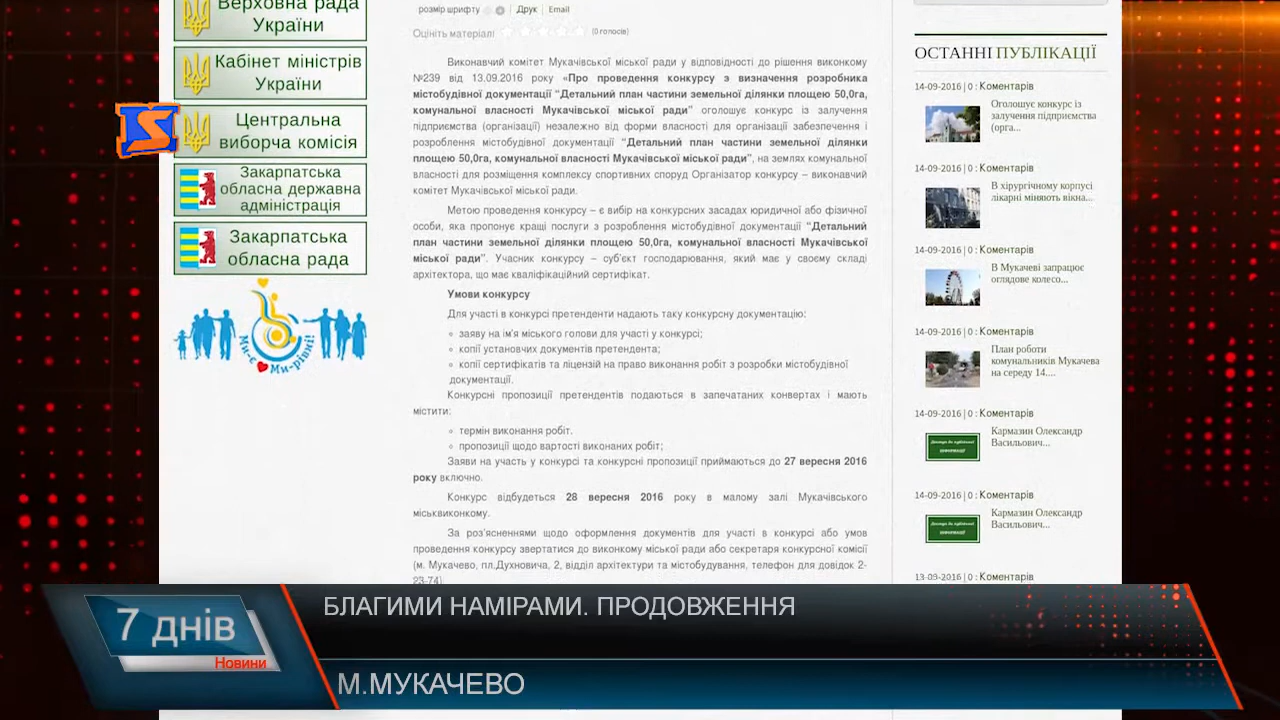 Верховна рада
України
Кабінет міністрів
України
Центральна
виборча комісія
Закарпатська
обласна державна
адміністрація
Закарпатська
обласна рада
Ми-рівні!
розмір шрифту | Друк | Email
Оцініть матеріалі (0 голосів)
Виконавчий комітет Мукачівської міської ради у відповідності до рішення виконкому
№239 від 13.09.2016 року «Про проведення конкурсу з визначення розробника
містобудівної документації “Детальний план частини земельної ділянки площею 50,0га,
комунальної власності Мукачівської міської ради” оголошує конкурс із залучення
підприємства (організації) незалежно від форми власності для організації забезпечення і
розроблення містобудівної документації “Детальний план частини земельної ділянки
площею 50,0га, комунальної власності Мукачівської міської ради”, на землях комунальної
власності для розміщення комплексу спортивних споруд Організатор конкурсу – виконавчий
комітет Мукачівської міської ради.
Метою проведення конкурсу – є вибір на конкурсних засадах юридичної або фізичної
особи, яка пропонує кращі послуги з розроблення містобудівної документації “Детальний
план частини земельної ділянки площею 50,0га, комунальної власності Мукачівської
міської ради”. Учасник конкурсу – суб’єкт господарювання, який має у своєму складі
архітектора, що має кваліфікаційний сертифікат.
Умови конкурсу
Для участі в конкурсі претенденти надають таку конкурсну документацію:
заяву на ім’я міського голови для участі у конкурсі;
копії установчих документів претендента;
копії сертифікатів та ліцензій на право виконання робіт з розробки містобудівної
документації.
Конкурсні пропозиції претендентів подаються в запечатаних конвертах і мають
містити:
термін виконання робіт.
пропозиції щодо вартості виконаних робіт;
Заяви на участь у конкурсі та конкурсні пропозиції приймаються до 27 вересня 2016
року включно.
Конкурс відбудеться 28 вересня 2016 року в малому залі Мукачівського
міськвиконкому.
За роз’ясненнями щодо оформлення документів для участі в конкурсі або умов
проведення конкурсу звертатися до виконкому міської ради або секретаря конкурсної комісії
(м. Мукачево, пл.Духновича, 2, відділ архітектури та містобудування, телефон для довідок 2-
23-74).
ОСТАННІ ПУБЛІКАЦІЇ
14-09-2016 | 0 : Коментарів
Оголошує конкурс із
залучення підприємства
(орга...
14-09-2016 | 0 : Коментарів
В хірургічному корпусі
лікарні міняють вікна...
14-09-2016 | 0 : Коментарів
В Мукачеві запрацює
оглядове колесо...
14-09-2016 | 0 : Коментарів
План роботи
комунальників Мукачева
на середу 14....
14-09-2016 | 0 : Коментарів
Кармазин Олександр
Васильович...
14-09-2016 | 0 : Коментарів
Кармазин Олександр
Васильович...
13-09-2016 | 0 : Коментарів
7 днів
Новини
БЛАГИМИ НАМІРАМИ. ПРОДОВЖЕННЯ
М.МУКАЧЕВО